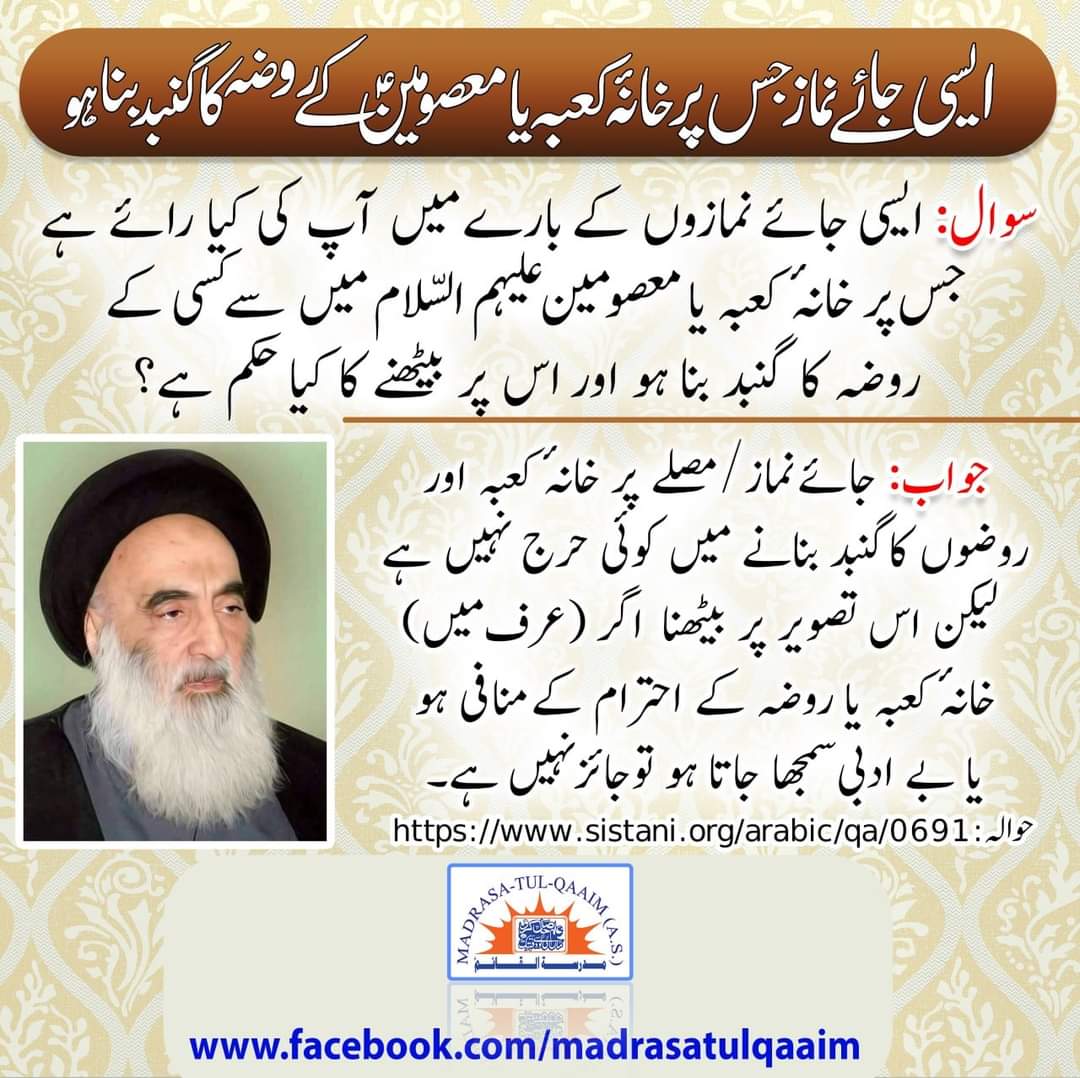 ایسی جائے نماز جس پر خانۂ کعبہ یا معصومینؑ کے روضہ کا گنبد بنا ہو
سوال: ایسی جائے نمازوں کے بارے میں آپ کی کیا رائے ہے
جس پر خانۂ کعبہ یا معصومین علیہم السّلام میں سے کسی کے
روضہ کا گنبد بنا ہو اور اس پر بیٹھنے کا کیا حکم ہے؟
جواب: جائے نماز / مصلے پر خانۂ کعبہ اور
روضوں کا گنبد بنانے میں کوئی حرج نہیں ہے
لیکن اس تصویر پر بیٹھنا اگر (عرف میں)
خانۂ کعبہ یا روضہ کے احترام کے منافی ہو
یا بے ادبی سمجھا جاتا ہو تو جائز نہیں ہے۔
حوالہ: https://www.sistani.org/arabic/qa/0691
MADRASA-TUL-QAAIM (A.S.)
مدرسة القائم
www.facebook.com/madrasatulqaaim